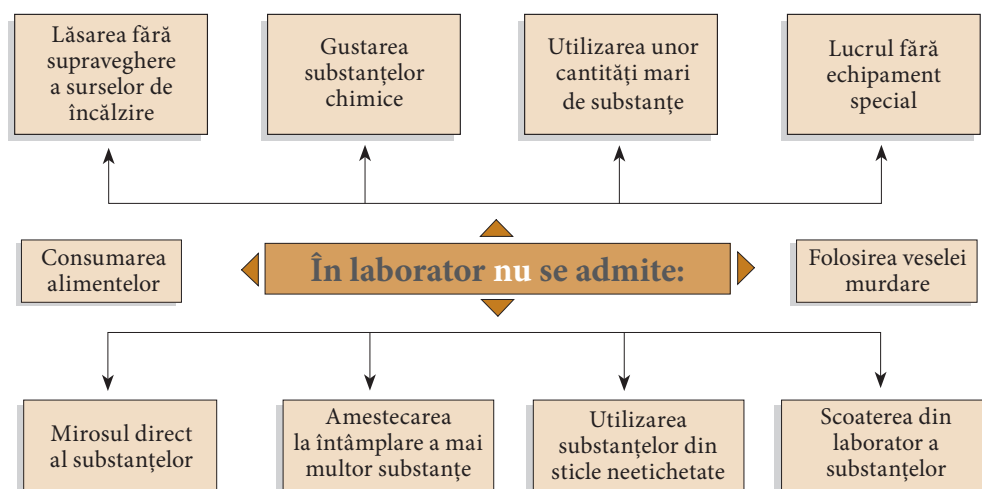 Lăsarea fără
supraveghere
a surselor de
încălzire
Gustarea
substanțelor
chimice
Utilizarea unor
cantități mari
de substanțe
Lucrul fără
echipament
special
Consumarea
alimentelor
În laborator nu se admite:
Folosirea veselei
murdare
Mirosul direct
al substanțelor
Amestecarea
la întâmplare a mai
multor substanțe
Utilizarea
substanțelor din
sticle neetichetate
Scoaterea din
laborator a
substanțelor